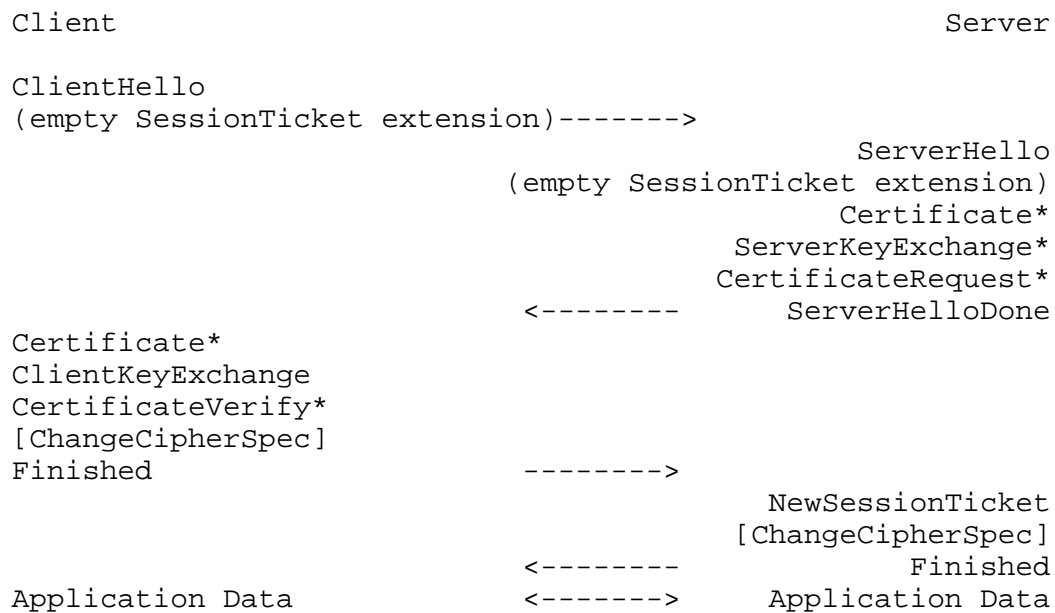 Client                                                Server

ClientHello
(empty SessionTicket extension)------->
                                                 ServerHello
                             (empty SessionTicket extension)
                                                Certificate*
                                          ServerKeyExchange*
                                         CertificateRequest*
                              <--------      ServerHelloDone
Certificate*
ClientKeyExchange
CertificateVerify*
[ChangeCipherSpec]
Finished                      -------->
                                            NewSessionTicket
                                          [ChangeCipherSpec]
                              <--------             Finished
Application Data              <------->     Application Data